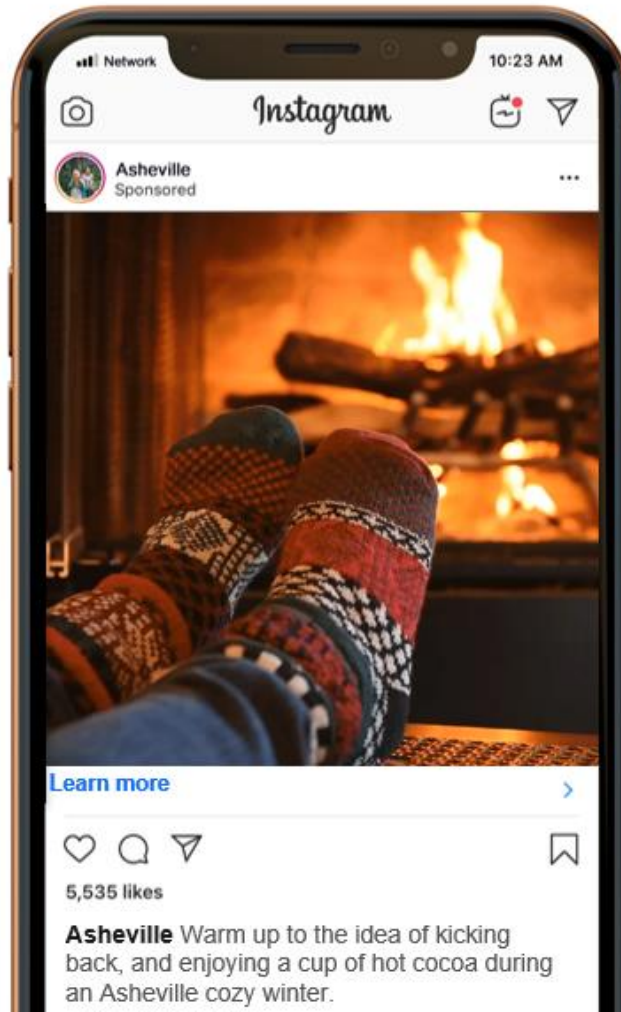 Network 10:23 AM
Instagram
Asheville
Sponsored
Learn more
5,535 likes
Asheville Warm up to the idea of kicking
back, and enjoying a cup of hot cocoa during
an Asheville cozy winter.